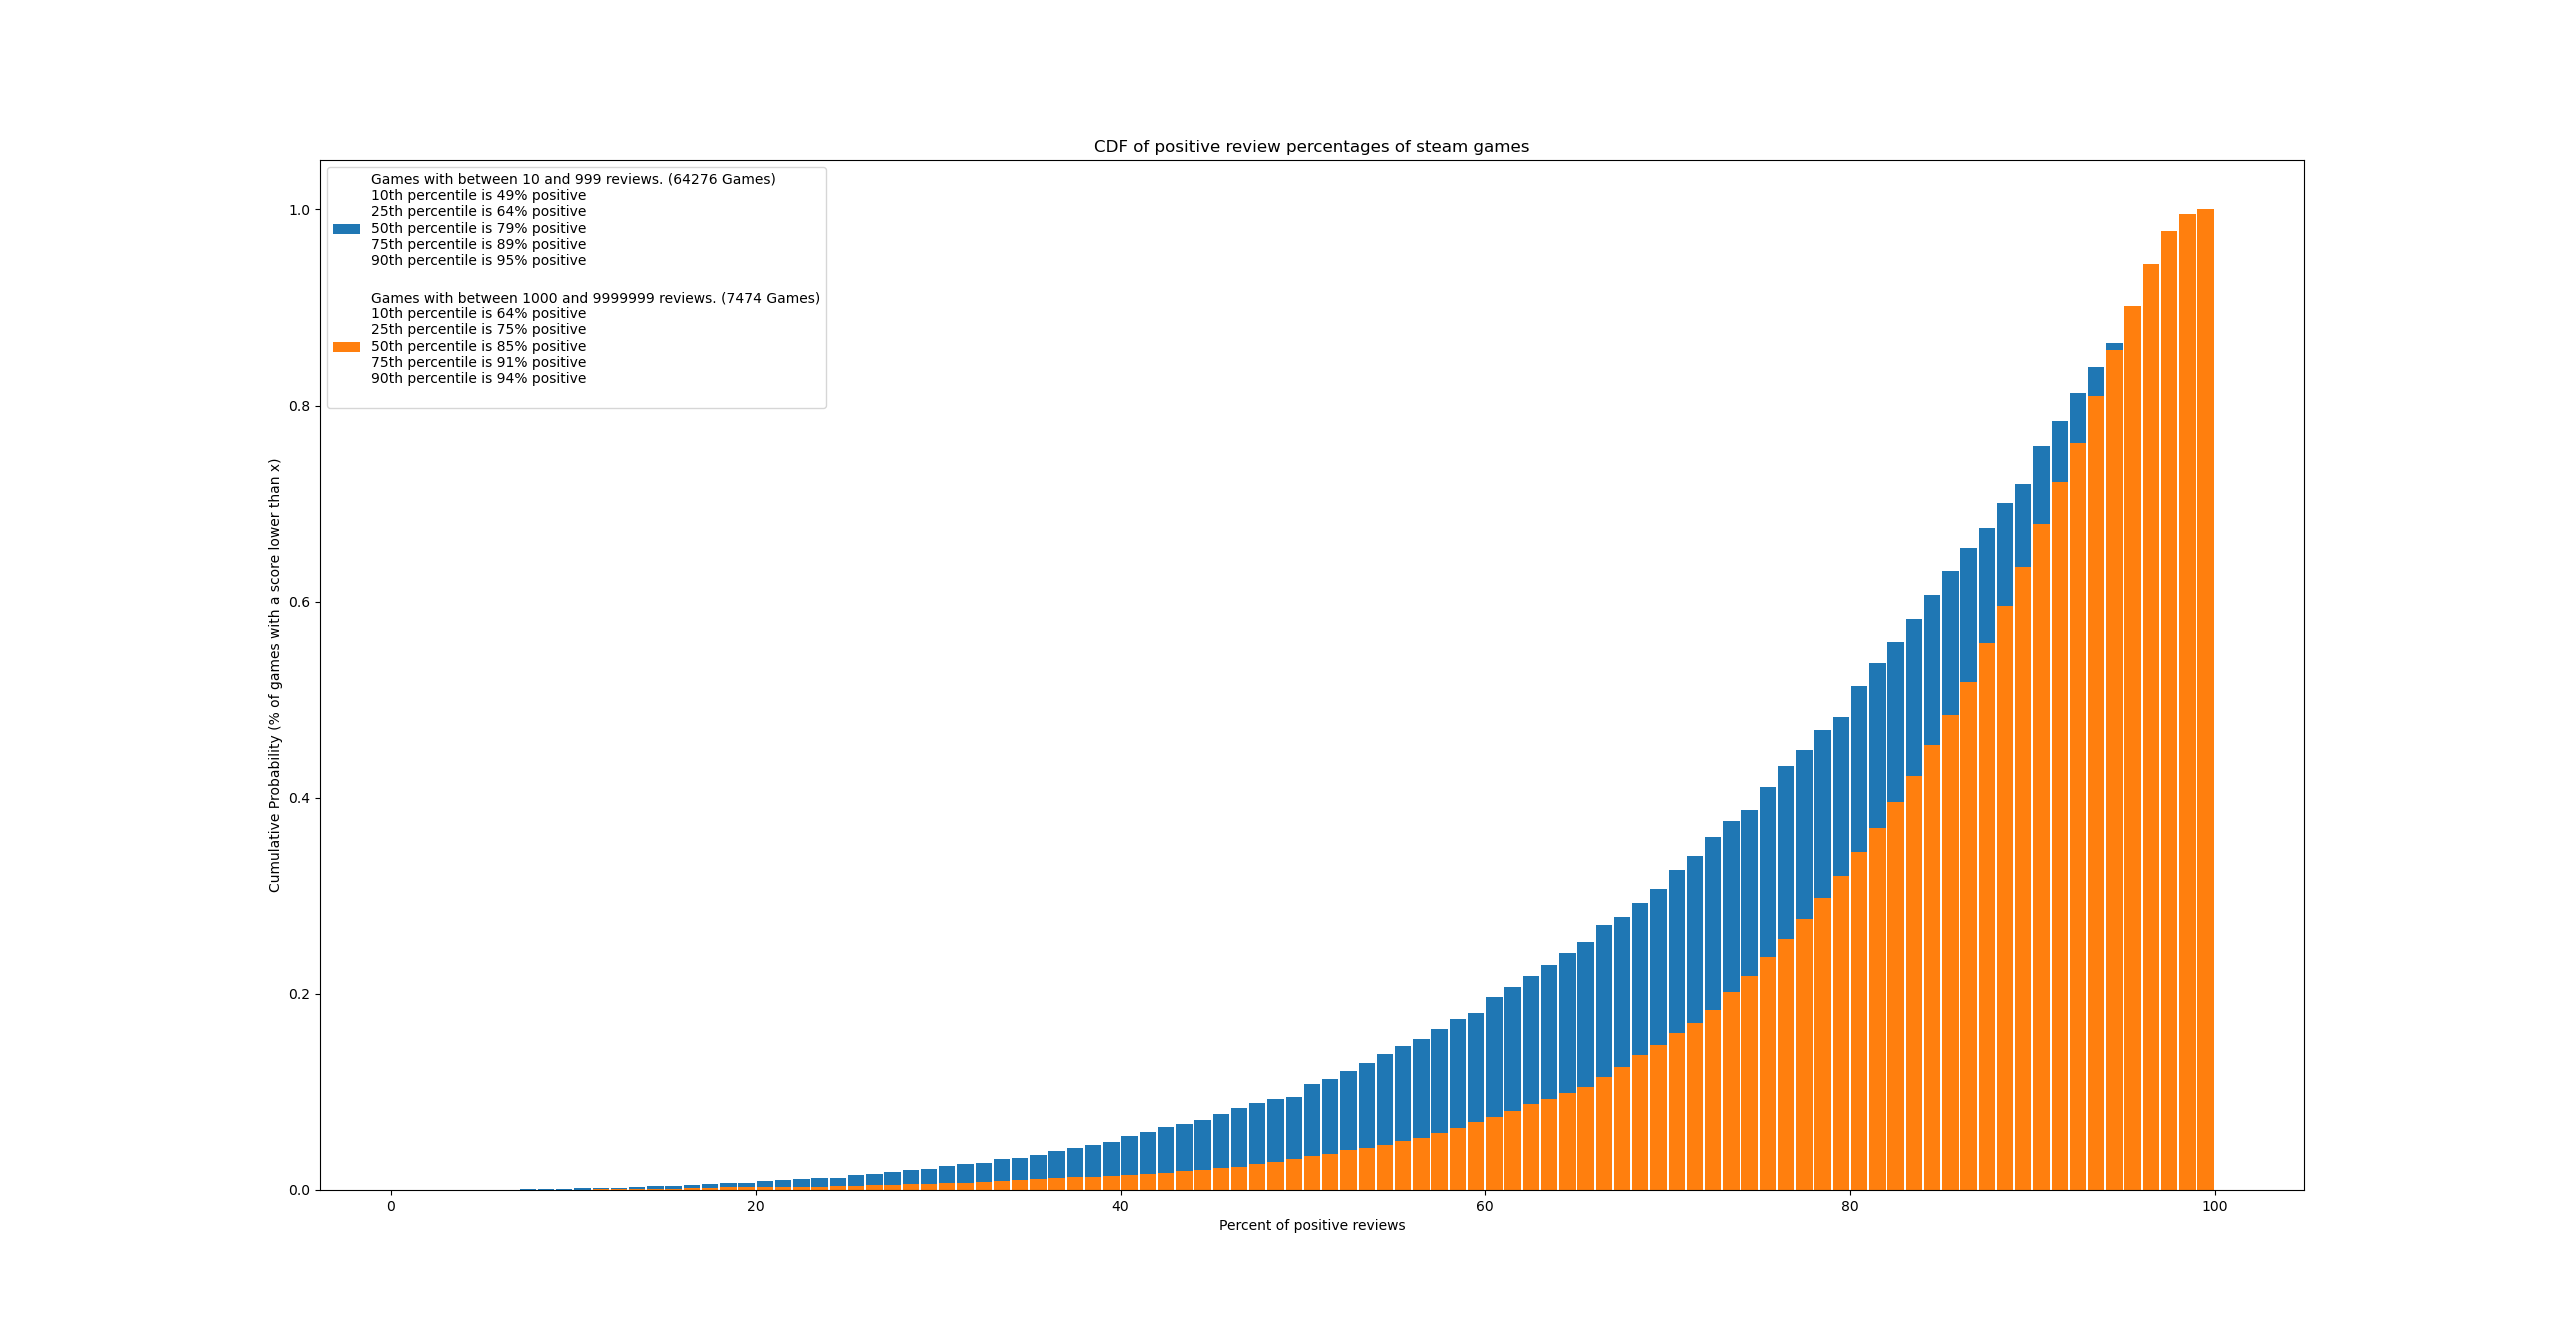 CDF of positive review percentages of steam games
Games with between 10 and 999 reviews. (64276 Games)
10th percentile is 49% positive
25th percentile is 64% positive
50th percentile is 79% positive
75th percentile is 89% positive
90th percentile is 95% positive
Games with between 1000 and 9999999 reviews. (7474 Games)
10th percentile is 64% positive
25th percentile is 75% positive
50th percentile is 85% positive
75th percentile is 91% positive
90th percentile is 94% positive
Cumulative Probability (% of games with a score lower than x)
1.0
0.8
0.6
0.4
0.2
0.0
0 20 40 60 80 100
Percent of positive reviews